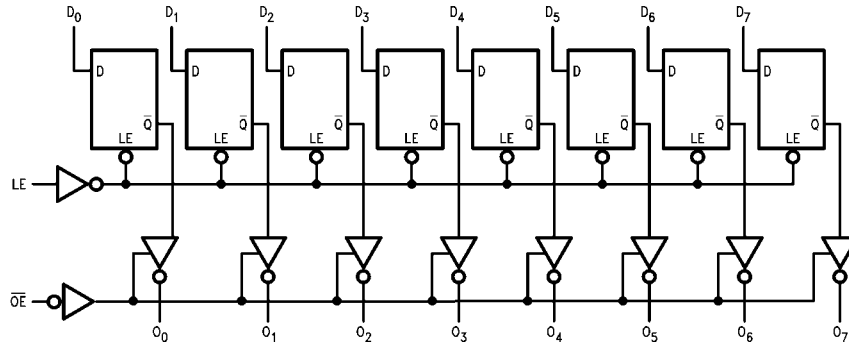 D₀ D₁ D₂ D₃ D₄ D₅ D₆ D₇
D D D D D D D D
Q̅ Q̅ Q̅ Q̅ Q̅ Q̅ Q̅ Q̅
LE LE LE LE LE LE LE LE
LE
O̅E̅
O₀ O₁ O₂ O₃ O₄ O₅ O₆ O₇